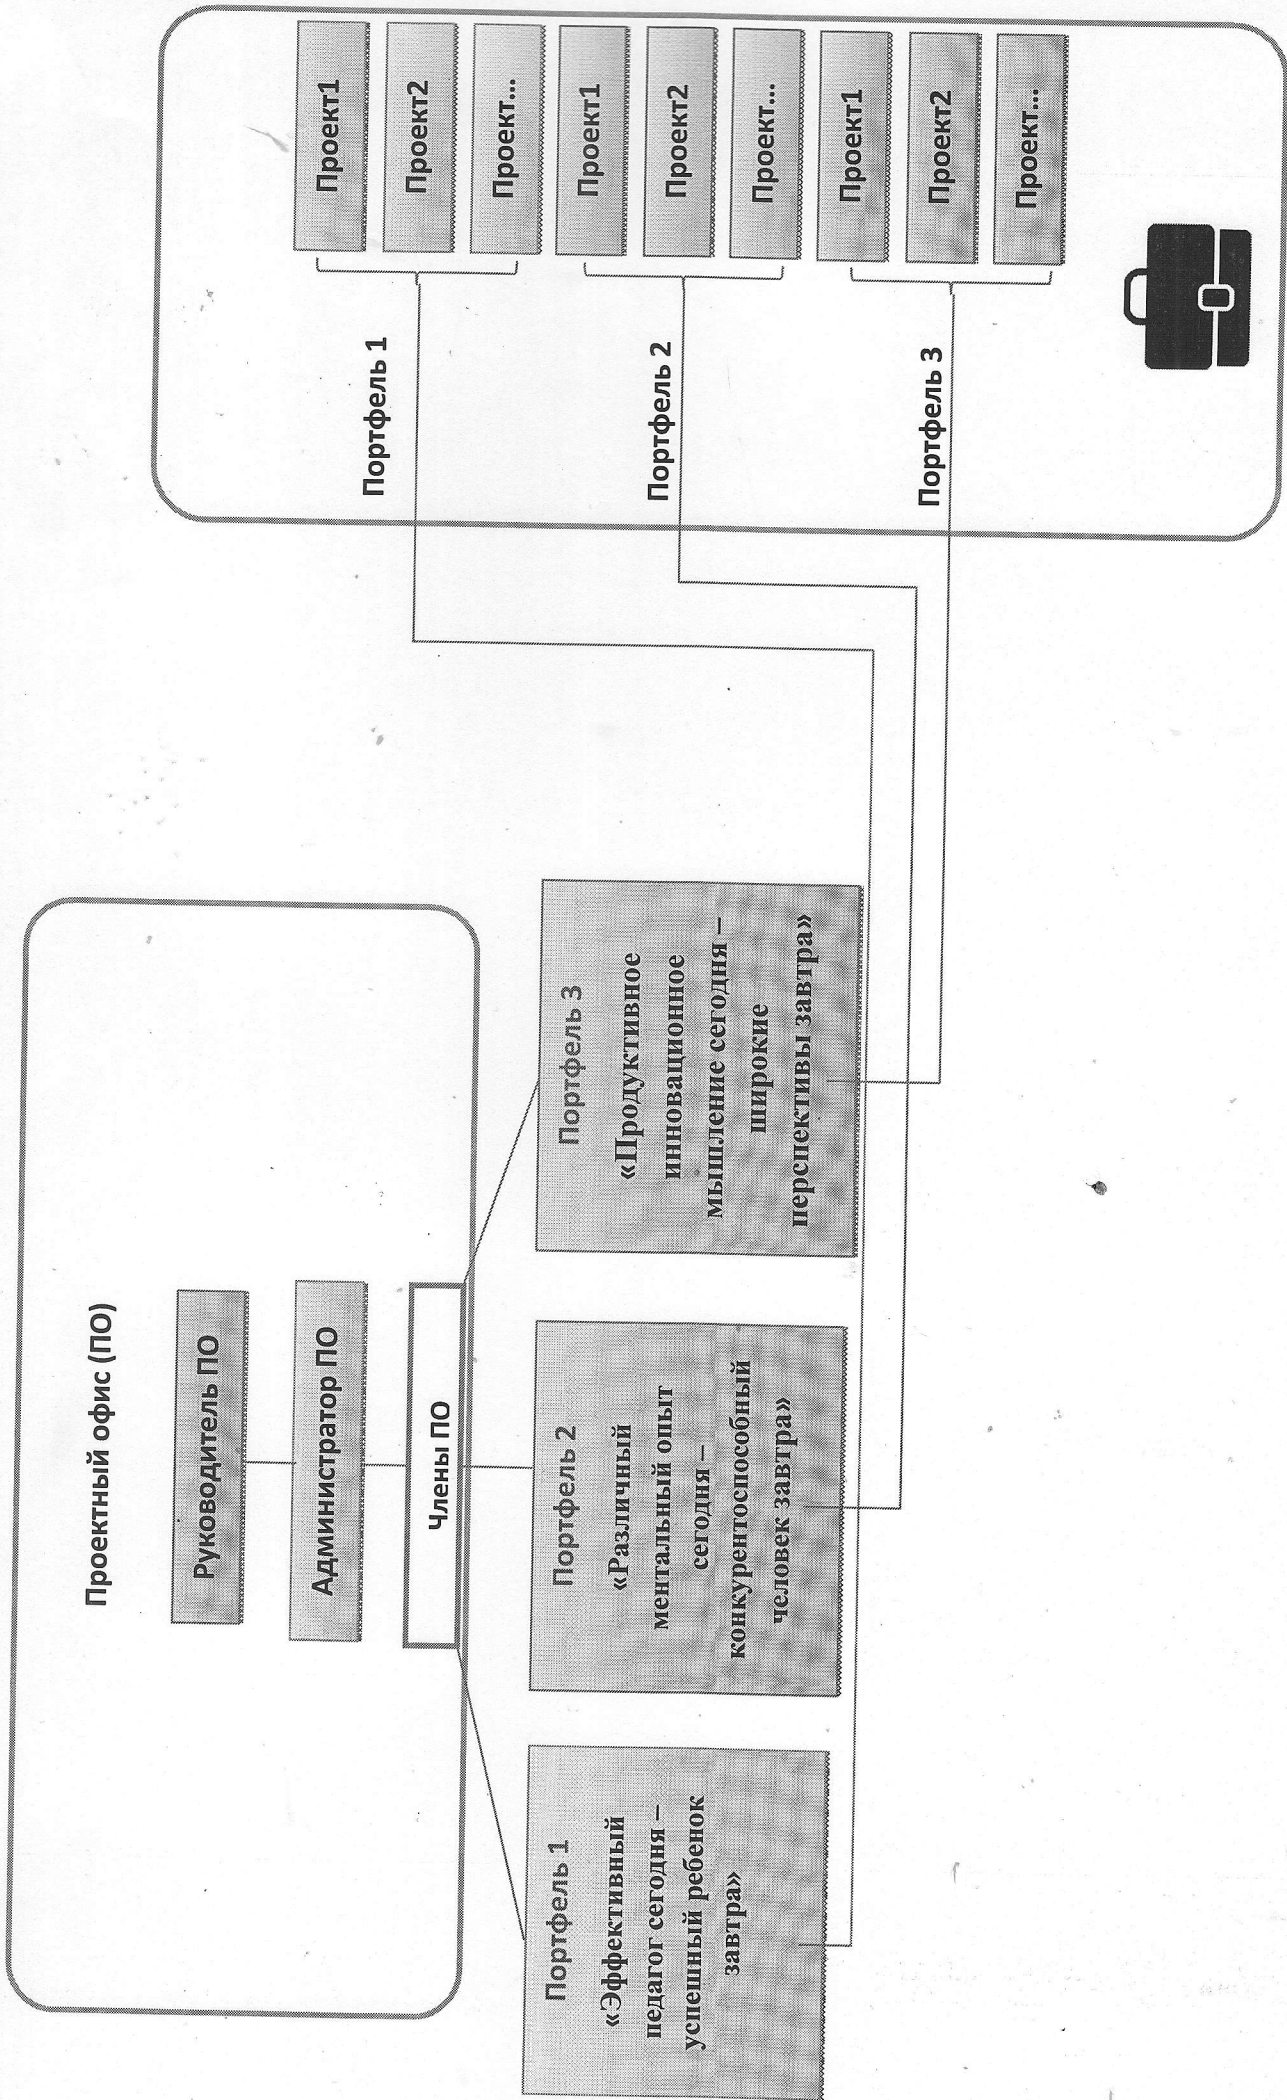 Проектный офис (ПО)
Руководитель ПО
Администратор ПО
Члены ПО
Портфель 1
«Эффективный
педагог сегодня –
успешный ребенок
завтра»
Портфель 2
«Различный
ментальный опыт
сегодня –
конкурентоспособный
человек завтра»
Портфель 3
«Продуктивное
инновационное
мышление сегодня –
широкие
перспективы завтра»
Портфель 1
Проект1
Проект2
Проект...
Портфель 2
Проект1
Проект2
Проект...
Портфель 3
Проект1
Проект2
Проект...